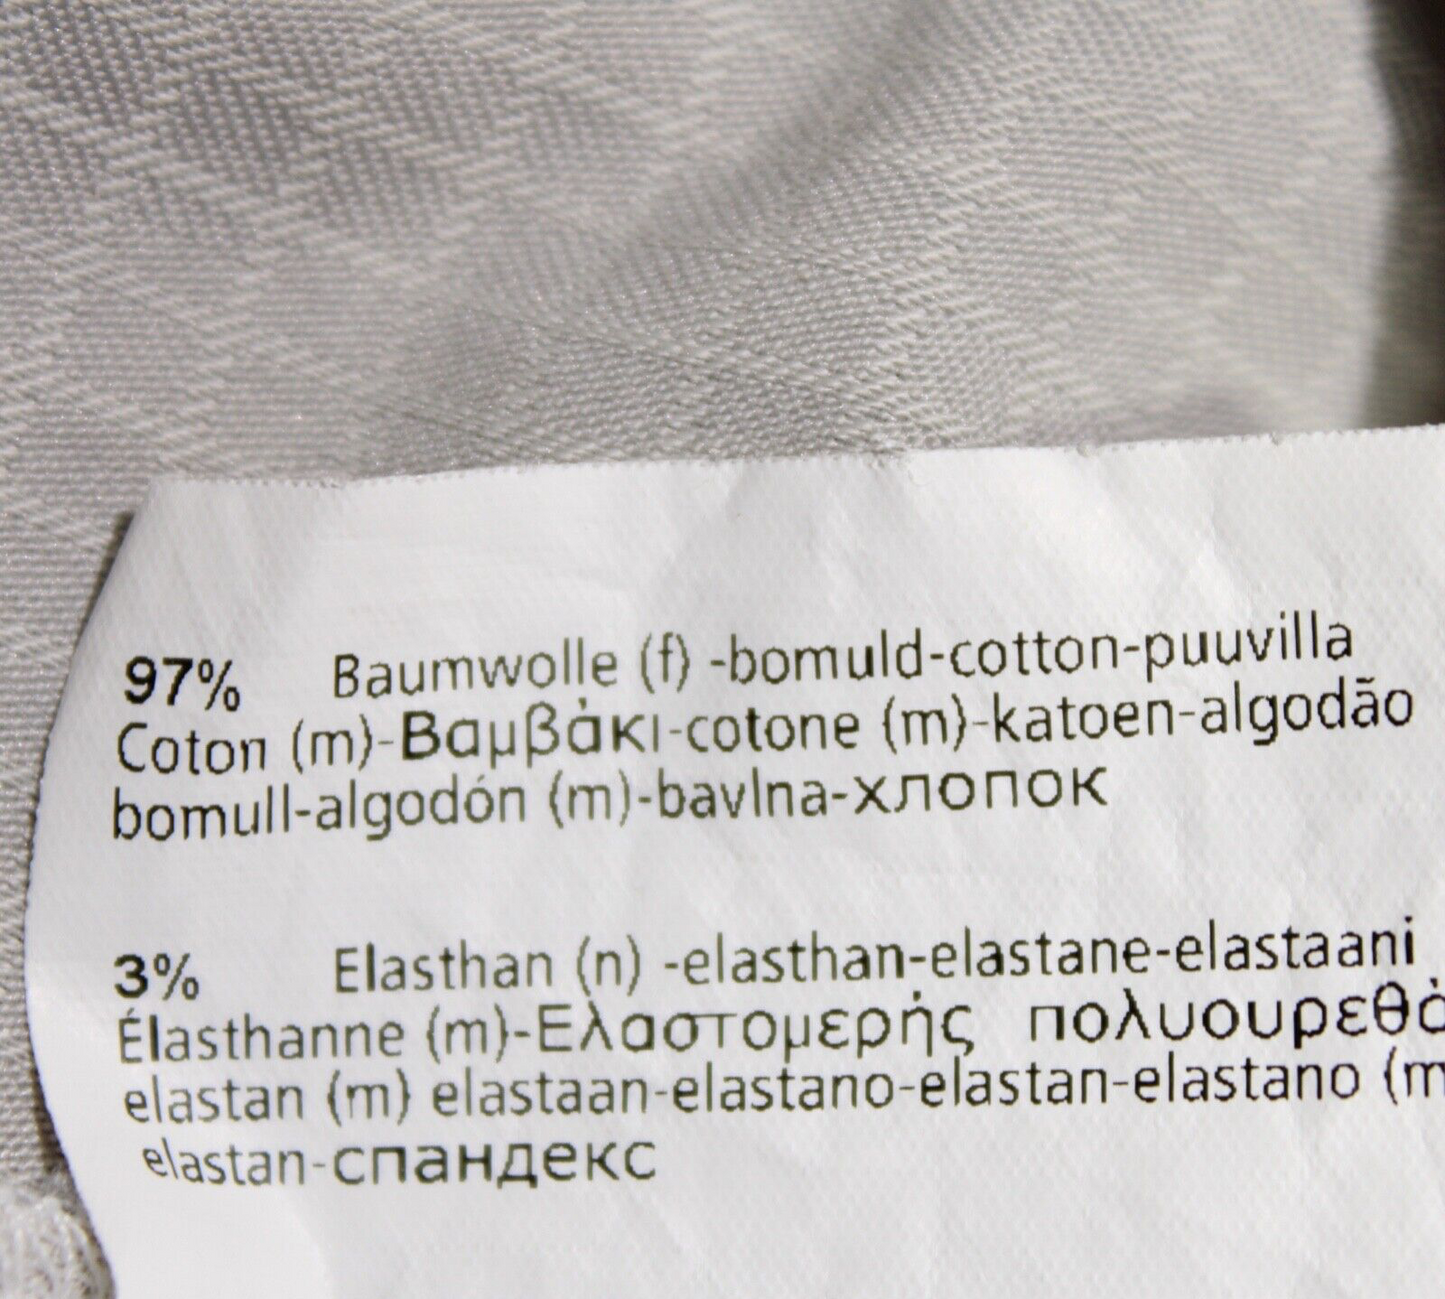 97% Baumwolle (f) -bomuld-cotton-puuvilla
Coton (m)-Βαμβάκι-cotone (m)-katoen-algodão
bomull-algodón (m)-bavlna-хлопок
3% Elasthan (n) -elasthan-elastane-elastaani
Élasthanne (m)-Ελαστομερής πολυουρεθά
elastan (m) elastaan-elastano-elastan-elastano (m
elastan-спандекс